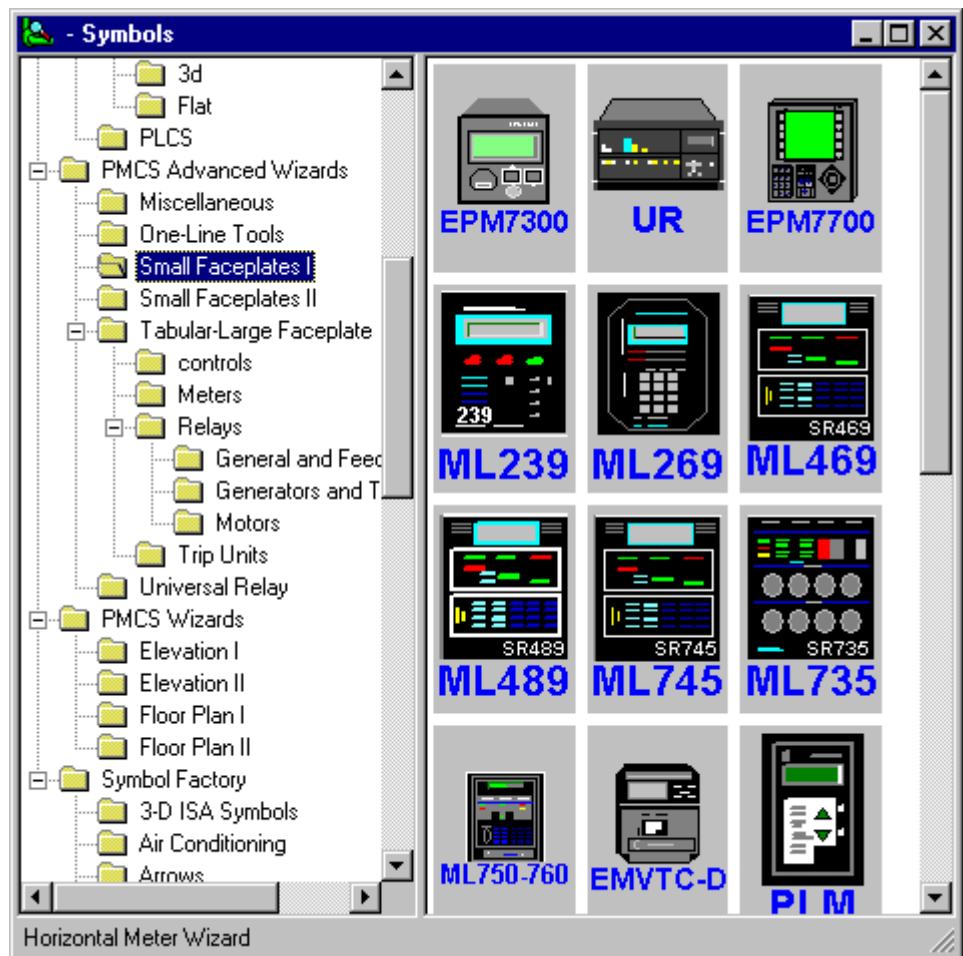 - Symbols
3d
Flat
PLCS
PMCS Advanced Wizards
Miscellaneous
One-Line Tools
Small Faceplates I
Small Faceplates II
Tabular-Large Faceplate
controls
Meters
Relays
General and Feed
Generators and T
Motors
Trip Units
Universal Relay
PMCS Wizards
Elevation I
Elevation II
Floor Plan I
Floor Plan II
Symbol Factory
3-D ISA Symbols
Air Conditioning
Arrows
EPM7300
UR
EPM7700
239
ML239
ML269
SR469
ML469
SR489
ML489
SR745
ML745
SR735
ML735
ML750-760
EMVTC-D
PLM
Horizontal Meter Wizard